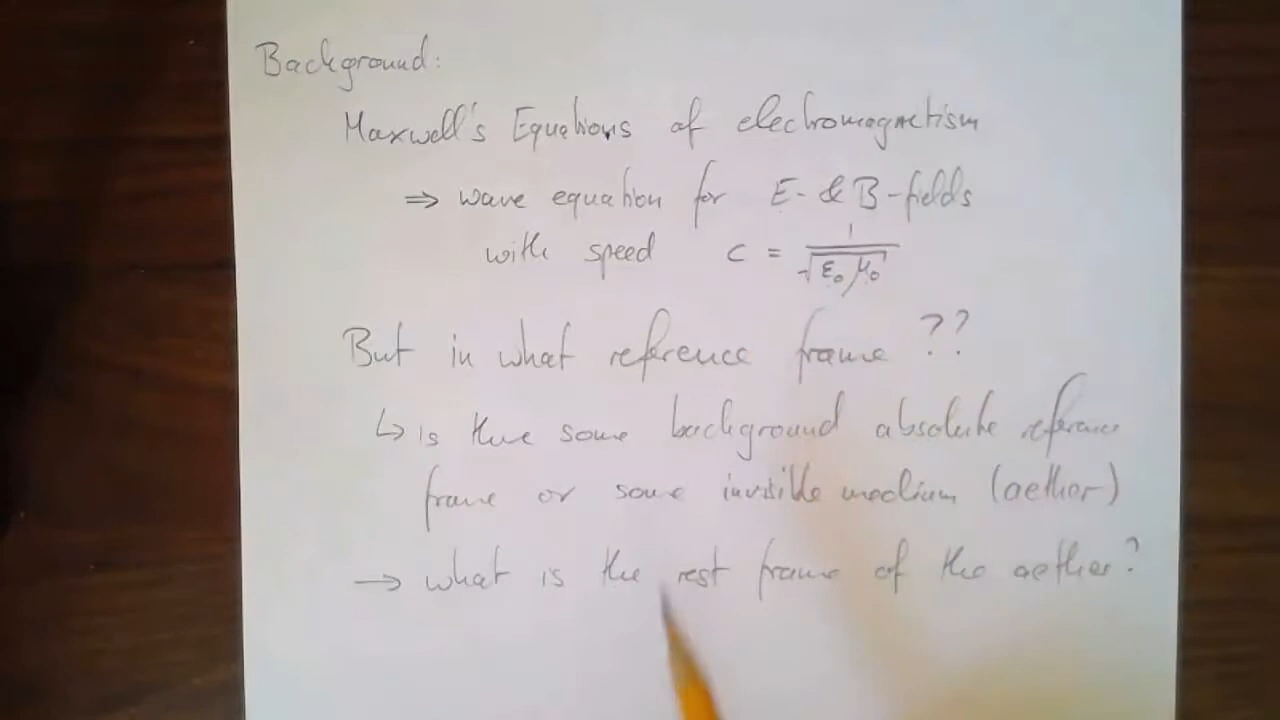 Background:
Maxwell's Equations of electromagnetism
⇒ wave equation for E- & B-fields
with speed c = 1/√ε₀μ₀
But in what reference frame ??
↳ is there some background absolute reference
frame or some invisible medium (aether)
→ what is the rest frame of the aether?